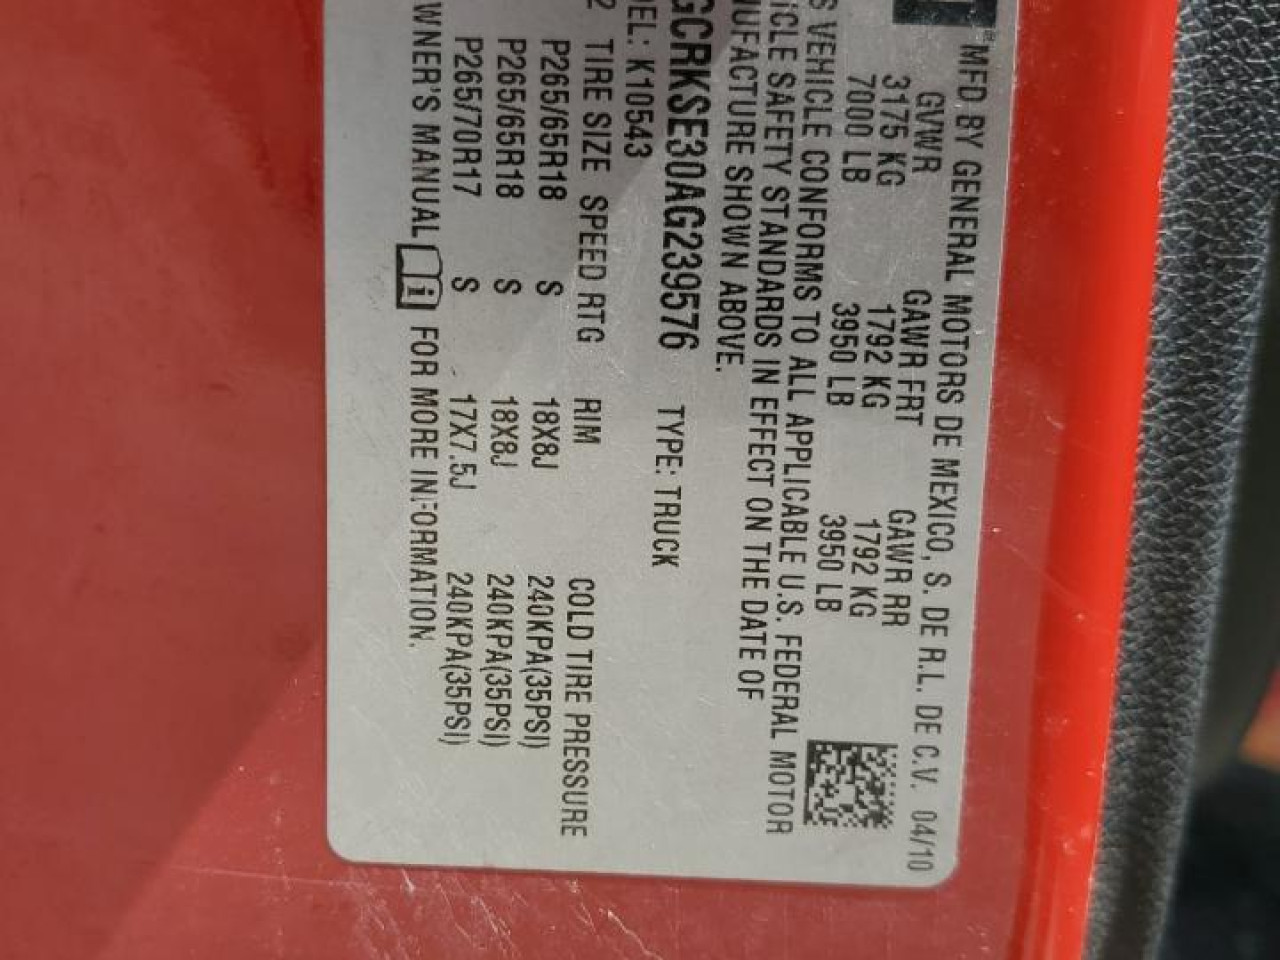 MFD BY GENERAL MOTORS DE MEXICO, S. DE R.L. DE C.V. 04/10
GVWR GAWR FRT GAWR RR
3175 KG 1792 KG 1792 KG
7000 LB 3950 LB 3950 LB
S VEHICLE CONFORMS TO ALL APPLICABLE U.S. FEDERAL MOTOR
ICLE SAFETY STANDARDS IN EFFECT ON THE DATE OF
NUFACTURE SHOWN ABOVE.
GCRKSE30AG239576 TYPE: TRUCK
DEL: K10543
2 TIRE SIZE SPEED RTG RIM COLD TIRE PRESSURE
P265/65R18 S 18X8J 240KPA(35PSI)
P265/65R18 S 18X8J 240KPA(35PSI)
P265/70R17 S 17X7.5J 240KPA(35PSI)
WNER'S MANUAL i FOR MORE INFORMATION.